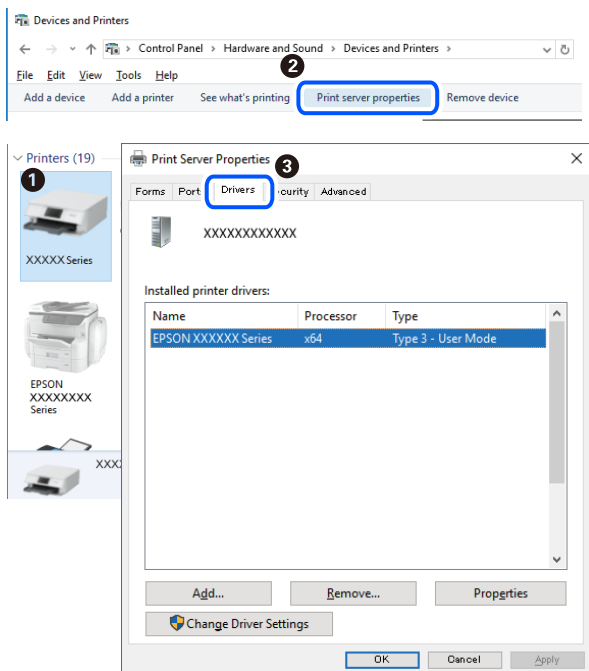 Devices and Printers
Control Panel > Hardware and Sound > Devices and Printers >
2
File Edit View Tools Help
Add a device Add a printer See what's printing Print server properties Remove device
Printers (19)
1
XXXXX Series
EPSON
XXXXXXXX
Series
XXX
Print Server Properties
3
Forms Port Drivers curity Advanced
XXXXXXXXXXXX
Installed printer drivers:
Name Processor Type
EPSON XXXXXX Series x64 Type 3 - User Mode
Add... Remove... Properties
Change Driver Settings
OK Cancel Apply